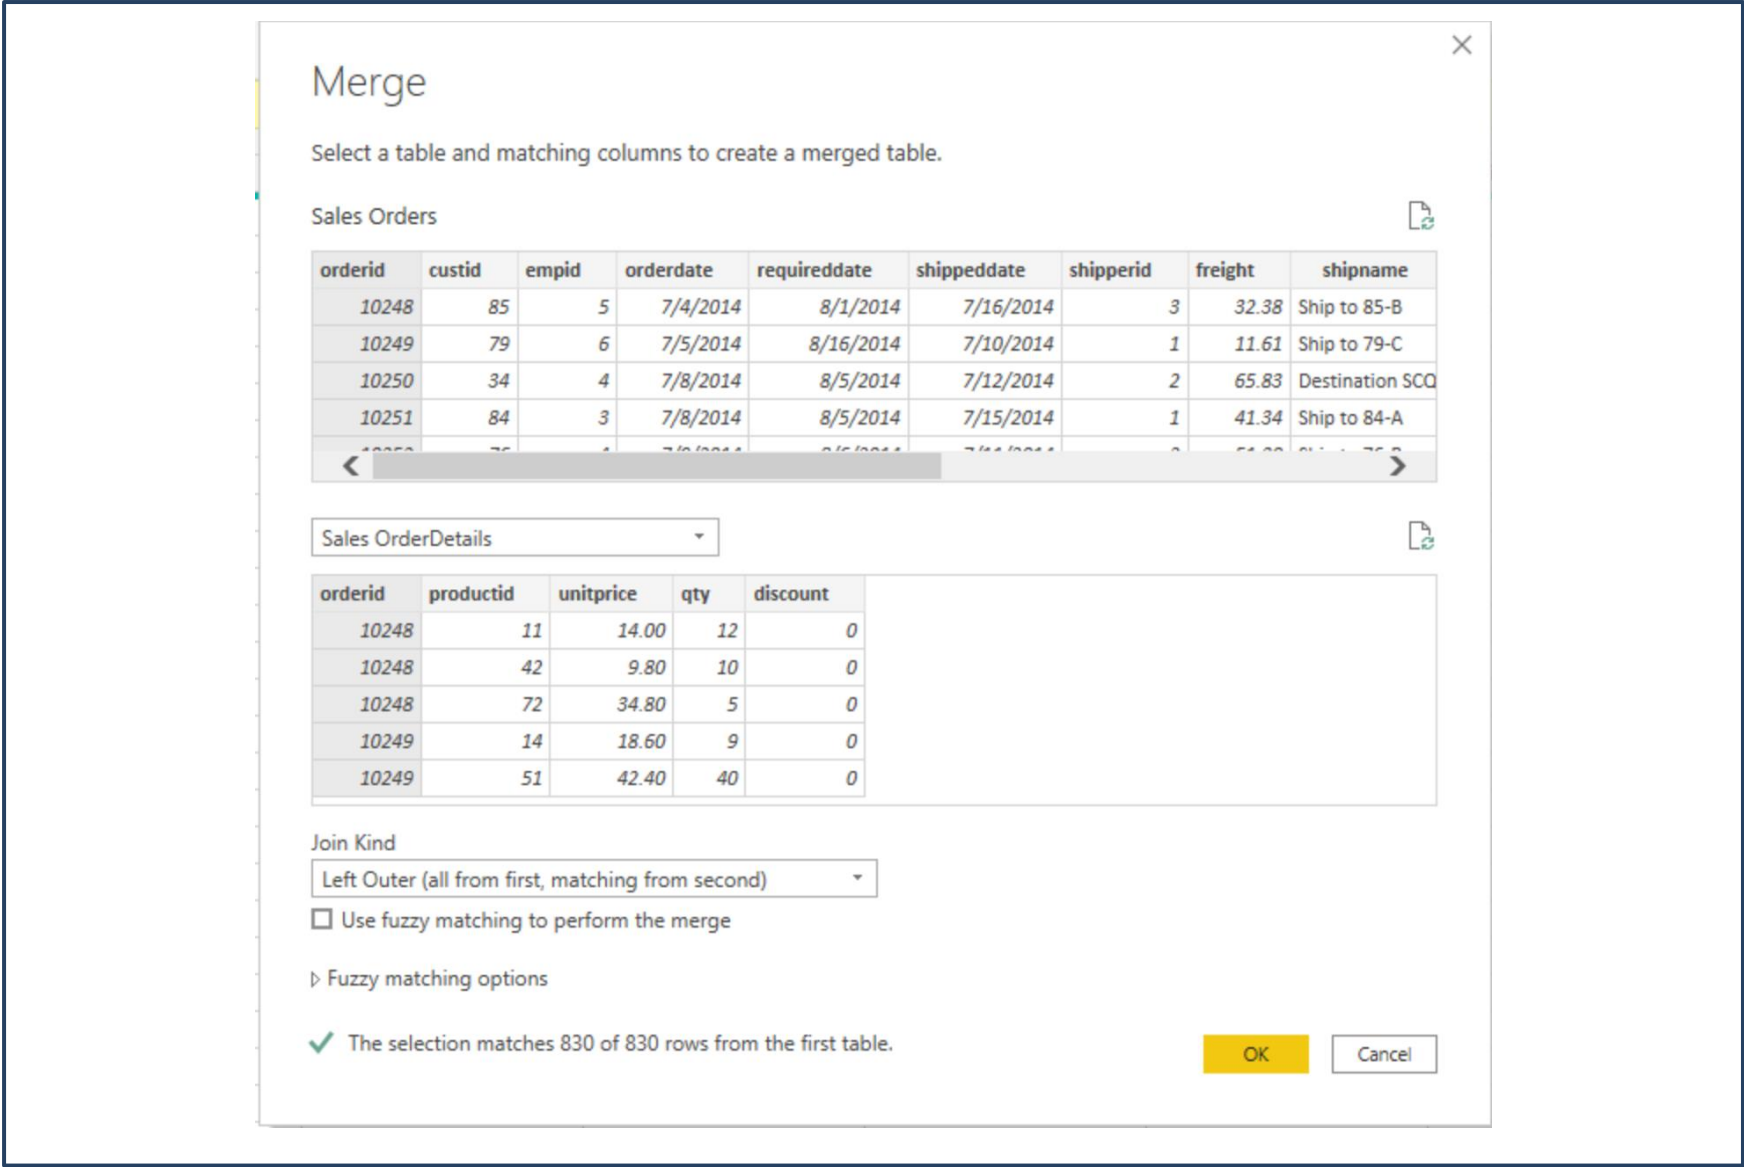 Merge
Select a table and matching columns to create a merged table.
Sales Orders
orderid custid empid orderdate requireddate shippeddate shipperid freight shipname
10248 85 5 7/4/2014 8/1/2014 7/16/2014 3 32.38 Ship to 85-B
10249 79 6 7/5/2014 8/16/2014 7/10/2014 1 11.61 Ship to 79-C
10250 34 4 7/8/2014 8/5/2014 7/12/2014 2 65.83 Destination SCQ
10251 84 3 7/8/2014 8/5/2014 7/15/2014 1 41.34 Ship to 84-A
Sales OrderDetails
orderid productid unitprice qty discount
10248 11 14.00 12 0
10248 42 9.80 10 0
10248 72 34.80 5 0
10249 14 18.60 9 0
10249 51 42.40 40 0
Join Kind
Left Outer (all from first, matching from second)
Use fuzzy matching to perform the merge
Fuzzy matching options
The selection matches 830 of 830 rows from the first table.
OK Cancel